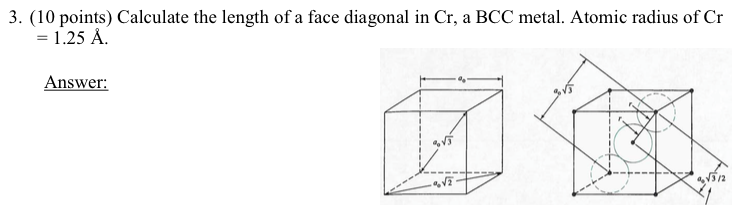 3. (10 points) Calculate the length of a face diagonal in Cr, a BCC metal. Atomic radius of Cr
= 1.25 Å.
Answer:
a₀
a₀√3
a₀√2
a₀√3
r
r
a₀√3/2